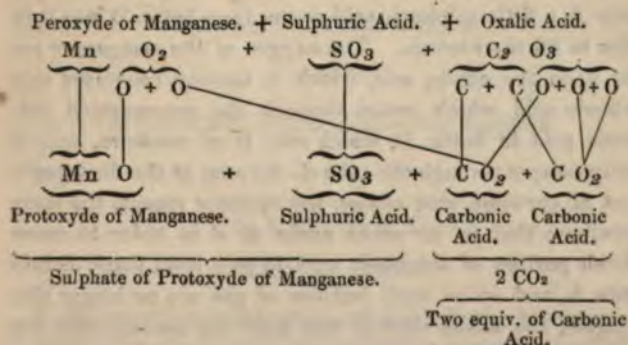 Peroxyde of Manganese. + Sulphuric Acid. + Oxalic Acid.
Mn O₂ + SO₃ + C₂ O₃
O + O C + C O+O+O
Mn O + SO₃ + C O₂ + C O₂
Protoxyde of Manganese. Sulphuric Acid. Carbonic Acid. Carbonic Acid.
Sulphate of Protoxyde of Manganese. 2 CO₂
Two equiv. of Carbonic
Acid.